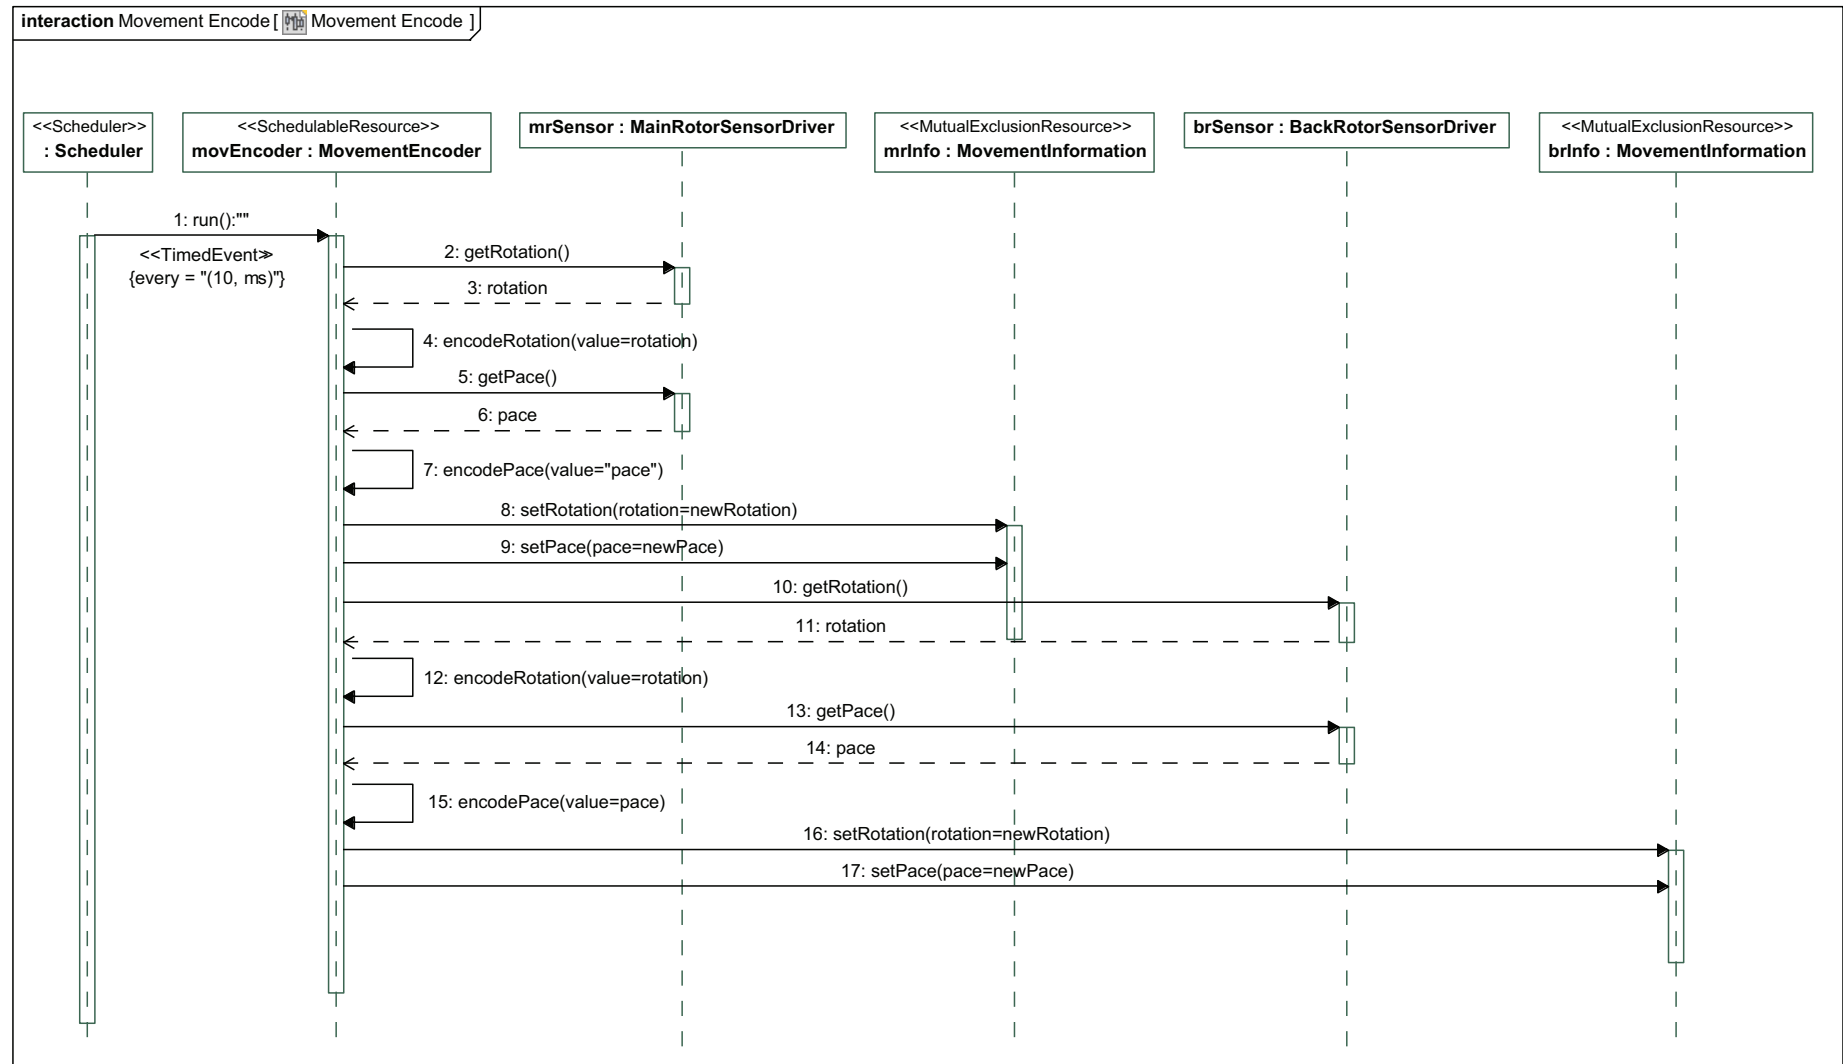 interaction Movement Encode [ Movement Encode ]
<<Scheduler>>
: Scheduler
<<SchedulableResource>>
movEncoder : MovementEncoder
mrSensor : MainRotorSensorDriver
<<MutualExclusionResource>>
mrInfo : MovementInformation
brSensor : BackRotorSensorDriver
<<MutualExclusionResource>>
brInfo : MovementInformation
1: run():""
<<TimedEvent>>
{every = "(10, ms)"}
2: getRotation()
3: rotation
4: encodeRotation(value=rotation)
5: getPace()
6: pace
7: encodePace(value="pace")
8: setRotation(rotation=newRotation)
9: setPace(pace=newPace)
10: getRotation()
11: rotation
12: encodeRotation(value=rotation)
13: getPace()
14: pace
15: encodePace(value=pace)
16: setRotation(rotation=newRotation)
17: setPace(pace=newPace)